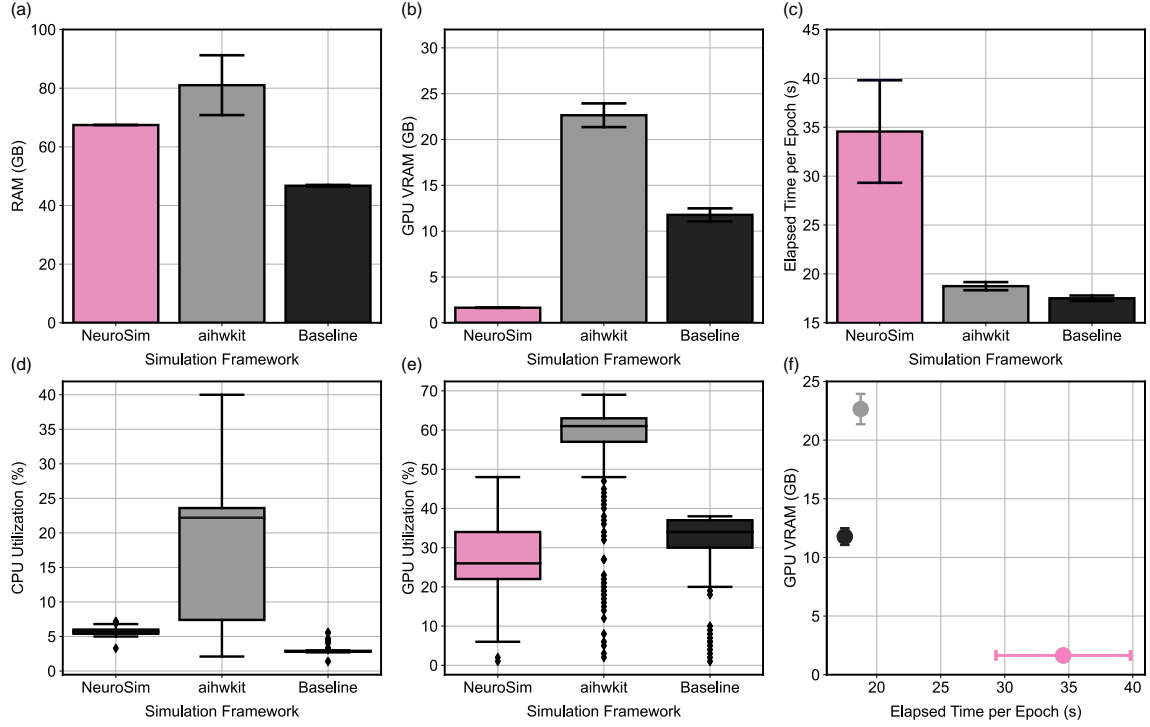 (a)
100
80
60
40
20
0
RAM (GB)
NeuroSim aihwkit Baseline
Simulation Framework
(b)
30
25
20
15
10
5
0
GPU VRAM (GB)
NeuroSim aihwkit Baseline
Simulation Framework
(c)
45
40
35
30
25
20
15
Elapsed Time per Epoch (s)
NeuroSim aihwkit Baseline
Simulation Framework
(d)
40
35
30
25
20
15
10
5
0
CPU Utilization (%)
NeuroSim aihwkit Baseline
Simulation Framework
(e)
70
60
50
40
30
20
10
0
GPU Utilization (%)
NeuroSim aihwkit Baseline
Simulation Framework
(f)
25
20
15
10
5
0
GPU VRAM (GB)
20 25 30 35 40
Elapsed Time per Epoch (s)